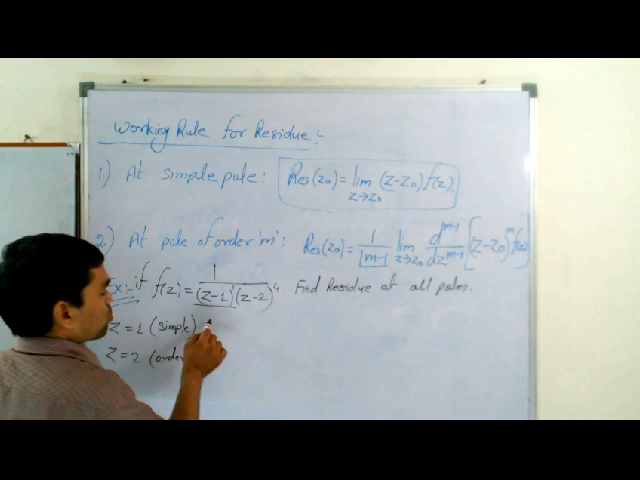 Working Rule for Residue:
1.) At simple pole: Res(z₀) = lim z→z₀ (z-z₀) f(z).
2.) At pole of order 'm': Res(z₀) = 1/|m-1 lim z→z₀ d^(m-1)/dz^(m-1) [(z-z₀)^m f(z)]
Ex:- if f(z) = 1/((z-1)¹(z-2)⁴ Find Residue at all poles.
Z = 1 (simple)
Z = 2 (order